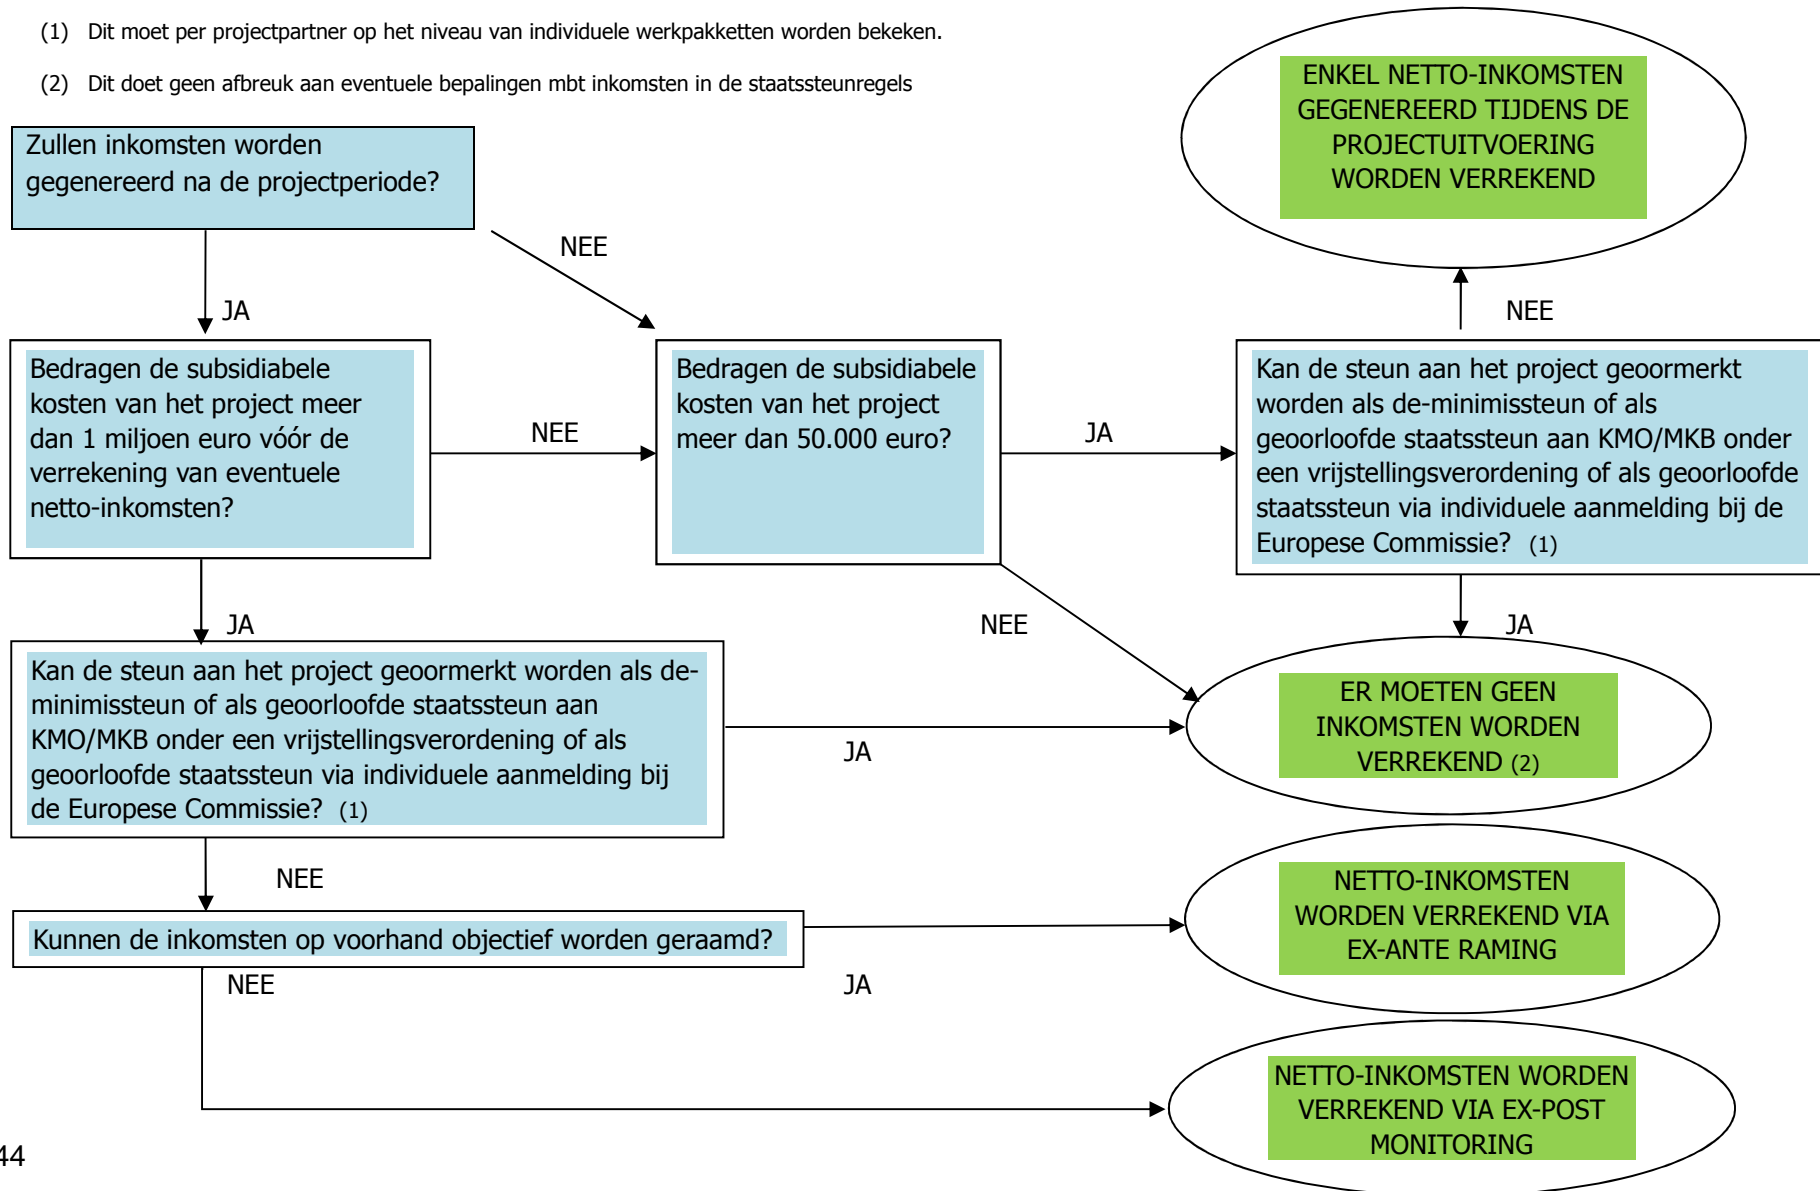 (1) Dit moet per projectpartner op het niveau van individuele werkpakketten worden bekeken.
(2) Dit doet geen afbreuk aan eventuele bepalingen mbt inkomsten in de staatssteunregels
ENKEL NETTO-INKOMSTEN
GEGENEREERD TIJDENS DE
PROJECTUITVOERING
WORDEN VERREKEND
Zullen inkomsten worden
gegenereerd na de projectperiode?
NEE
JA
NEE
Bedragen de subsidiabele
kosten van het project meer
dan 1 miljoen euro vóór de
verrekening van eventuele
netto-inkomsten?
NEE
Bedragen de subsidiabele
kosten van het project
meer dan 50.000 euro?
JA
Kan de steun aan het project geoormerkt
worden als de-minimissteun of als
geoorloofde staatssteun aan KMO/MKB onder
een vrijstellingsverordening of als geoorloofde
staatssteun via individuele aanmelding bij de
Europese Commissie? (1)
JA
NEE
JA
Kan de steun aan het project geoormerkt worden als de-
minimissteun of als geoorloofde staatssteun aan
KMO/MKB onder een vrijstellingsverordening of als
geoorloofde staatssteun via individuele aanmelding bij
de Europese Commissie? (1)
JA
ER MOETEN GEEN
INKOMSTEN WORDEN
VERREKEND (2)
NEE
Kunnen de inkomsten op voorhand objectief worden geraamd?
NETTO-INKOMSTEN
WORDEN VERREKEND VIA
EX-ANTE RAMING
NEE
JA
NETTO-INKOMSTEN WORDEN
VERREKEND VIA EX-POST
MONITORING
44